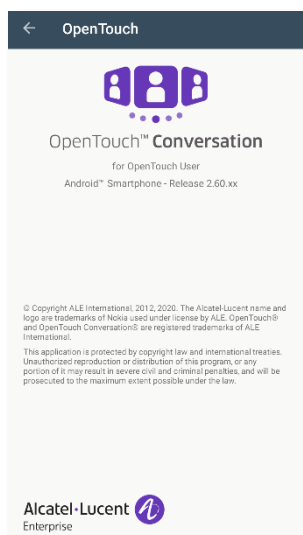 OpenTouch
OpenTouch™ Conversation
for OpenTouch User
Android™ Smartphone - Release 2.60.xx
© Copyright ALE International, 2012, 2020. The Alcatel-Lucent name and
logo are trademarks of Nokia used under license by ALE. OpenTouch®
and OpenTouch Conversation® are registered trademarks of ALE
International.
This application is protected by copyright law and international treaties.
Unauthorized reproduction or distribution of this program, or any
portion of it may result in severe civil and criminal penalties, and will be
prosecuted to the maximum extent possible under the law.
Alcatel·Lucent
Enterprise